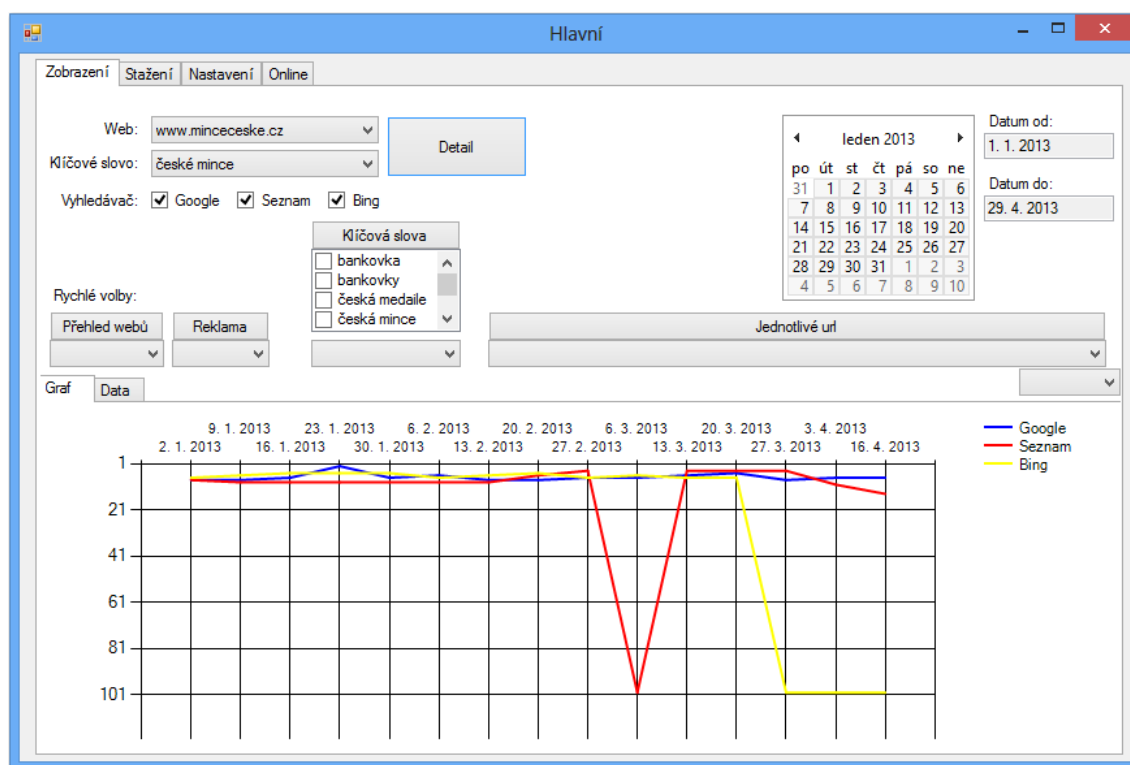 Hlavní
Zobrazení Stažení Nastavení Online
Web: www.minceceske.cz
Detail
Klíčové slovo: české mince
Vyhledávač: Google Seznam Bing
Klíčová slova
bankovka
bankovky
česká medaile
česká mince
leden 2013
po út st čt pá so ne
31 1 2 3 4 5 6
7 8 9 10 11 12 13
14 15 16 17 18 19 20
21 22 23 24 25 26 27
28 29 30 31 1 2 3
4 5 6 7 8 9 10
Datum od:
1. 1. 2013
Datum do:
29. 4. 2013
Rychlé volby:
Přehled webů Reklama
Jednotlivé url
Graf Data
9. 1. 2013 23. 1. 2013 6. 2. 2013 20. 2. 2013 6. 3. 2013 20. 3. 2013 3. 4. 2013
2. 1. 2013 16. 1. 2013 30. 1. 2013 13. 2. 2013 27. 2. 2013 13. 3. 2013 27. 3. 2013 16. 4. 2013
1
21
41
61
81
101
Google
Seznam
Bing